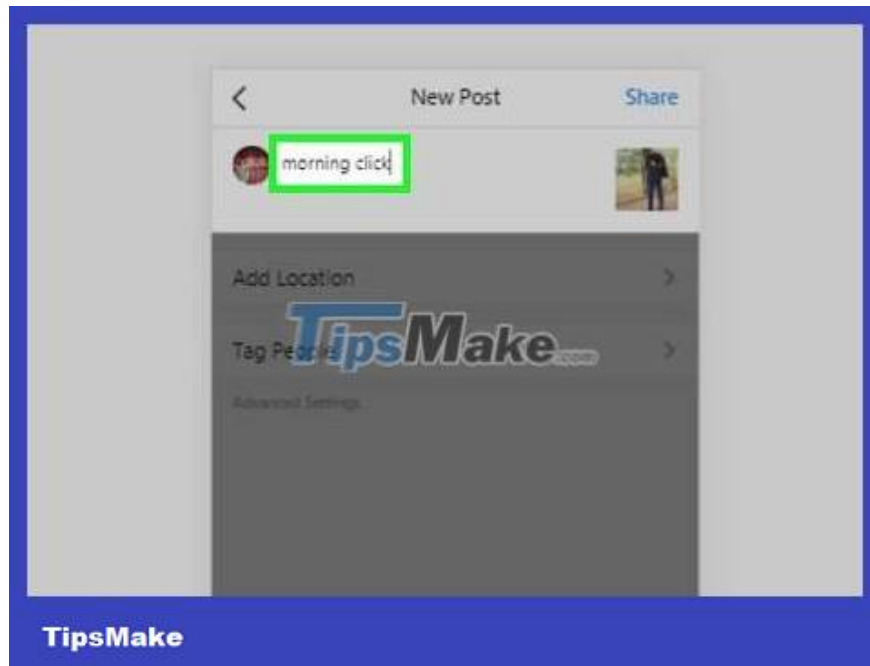 New Post Share
morning click
Add Location
Tag People
TipsMake.com
Advanced Settings
TipsMake